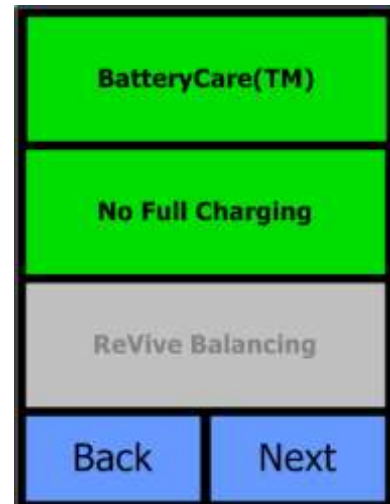 BatteryCare(TM)
No Full Charging
ReVive Balancing
Back Next